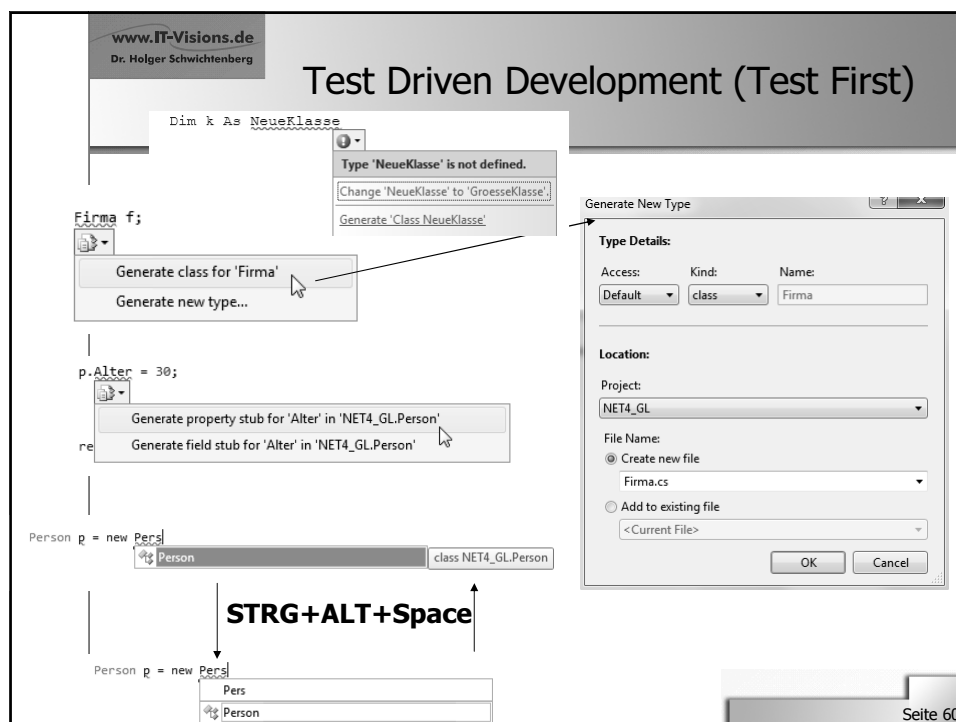 www.IT-Visions.de
Dr. Holger Schwichtenberg
Test Driven Development (Test First)
Dim k As NeueKlasse
Type 'NeueKlasse' is not defined.
Change 'NeueKlasse' to 'GroesseKlasse'.
Generate 'Class NeueKlasse'
Firma f;
Generate class for 'Firma'
Generate new type...
p.Alter = 30;
Generate property stub for 'Alter' in 'NET4_GL.Person'
Generate field stub for 'Alter' in 'NET4_GL.Person'
re
Person p = new Pers
Person
class NET4_GL.Person
STRG+ALT+Space
Person p = new Pers
Pers
Person
Generate New Type
Type Details:
Access: Kind: Name:
Default class Firma
Location:
Project:
NET4_GL
File Name:
Create new file
Firma.cs
Add to existing file
<Current File>
OK Cancel
Seite 60